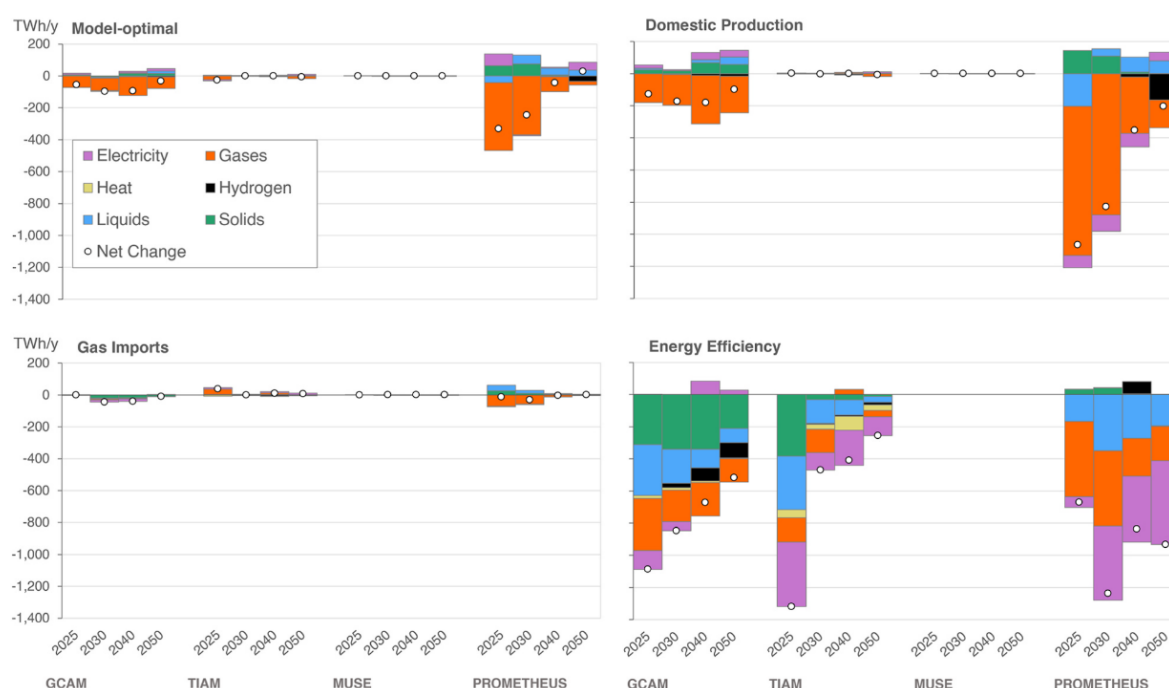 TWh/y
Model-optimal
Domestic Production
200
0
-200
-400
-600
-800
-1,000
-1,200
-1,400
Electricity
Gases
Heat
Hydrogen
Liquids
Solids
Net Change
TWh/y
Gas Imports
Energy Efficiency
200
0
-200
-400
-600
-800
-1,000
-1,200
-1,400
2025 2030 2040 2050 2025 2030 2040 2050 2025 2030 2040 2050 2025 2030 2040 2050
2025 2030 2040 2050 2025 2030 2040 2050 2025 2030 2040 2050 2025 2030 2040 2050
GCAM TIAM MUSE PROMETHEUS
GCAM TIAM MUSE PROMETHEUS